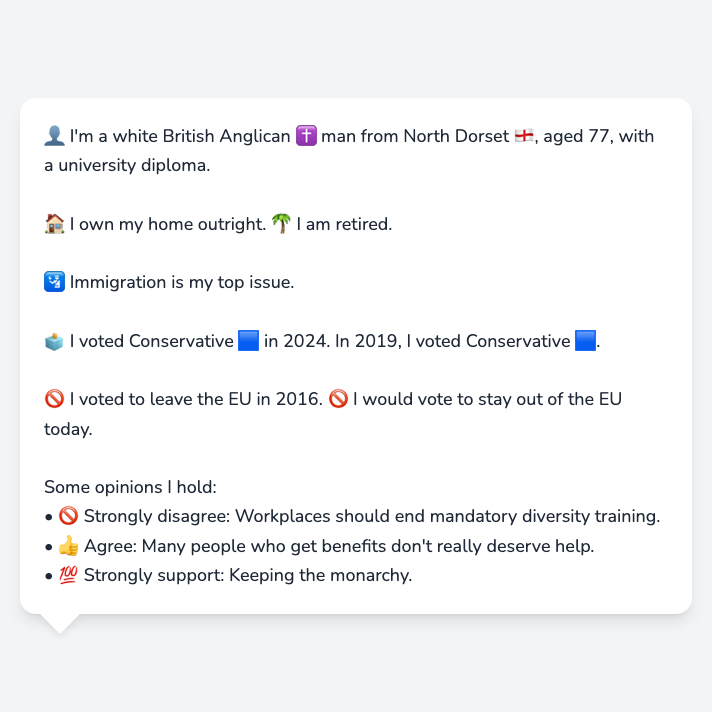 👤 I'm a white British Anglican ✝️ man from North Dorset 🏴󠁧󠁢󠁥󠁮󠁧󠁿, aged 77, with
a university diploma.
🏠 I own my home outright. 🌴 I am retired.
🛂 Immigration is my top issue.
🗳️ I voted Conservative 🟦 in 2024. In 2019, I voted Conservative 🟦.
🚫 I voted to leave the EU in 2016. 🚫 I would vote to stay out of the EU
today.
Some opinions I hold:
• 🚫 Strongly disagree: Workplaces should end mandatory diversity training.
• 👍 Agree: Many people who get benefits don't really deserve help.
• 💯 Strongly support: Keeping the monarchy.